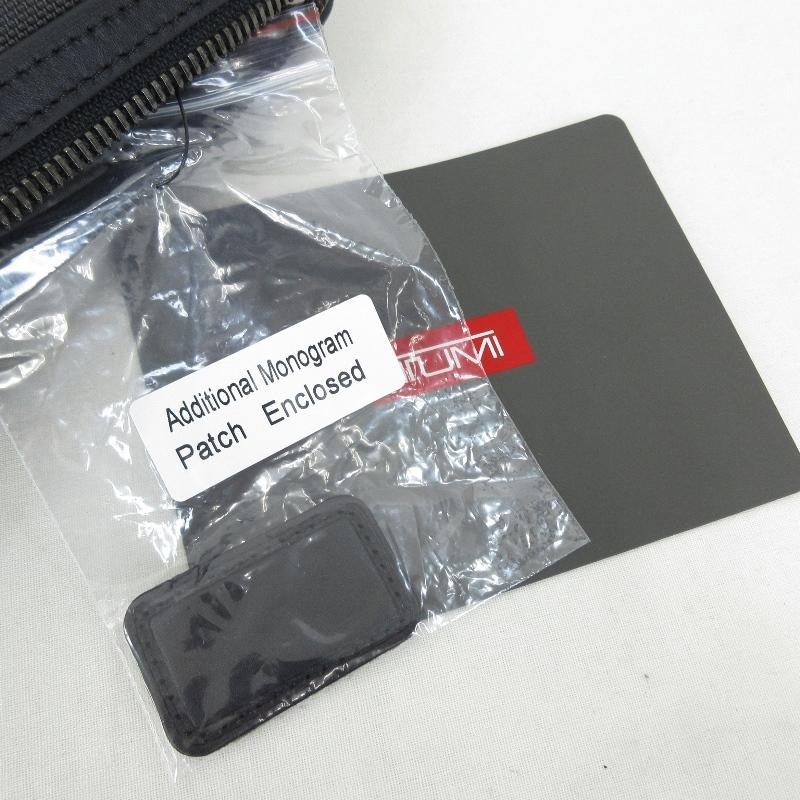 Additional Monogram
Patch Enclosed
TUMI